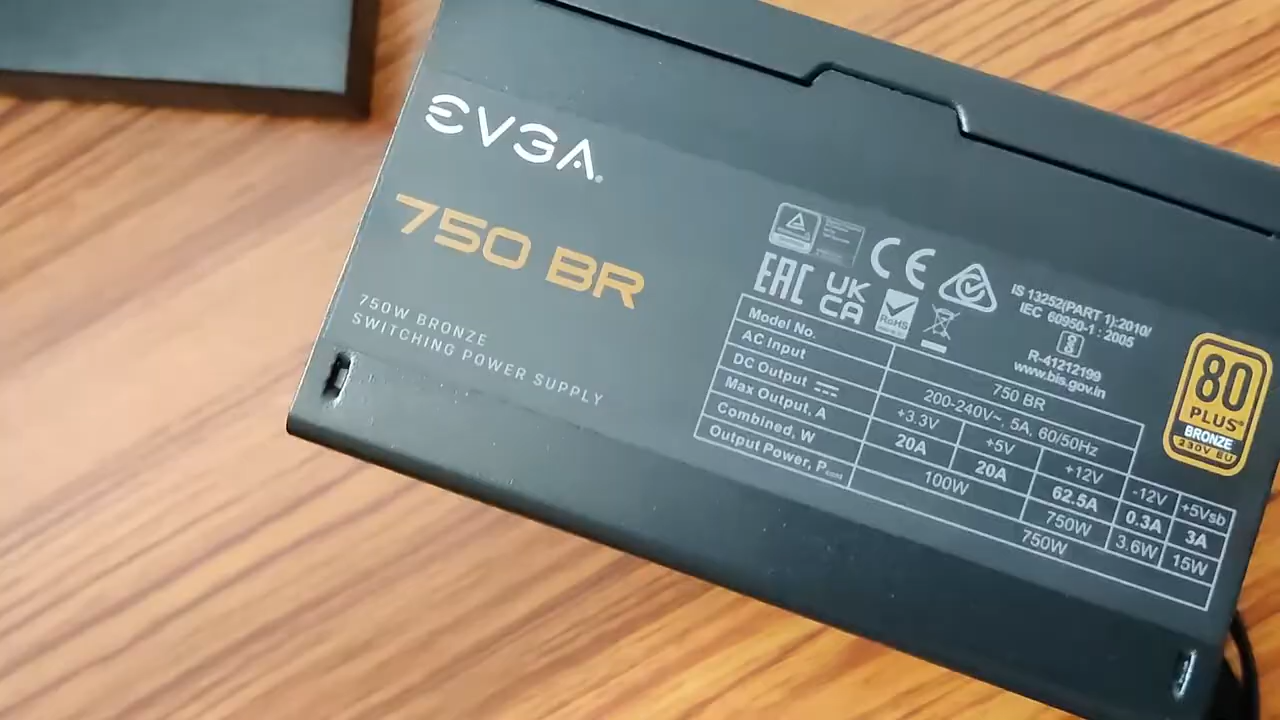 EVGA®
750 BR
750W BRONZE
SWITCHING POWER SUPPLY
CE
EAC
UK
CA
RoHS
IS 13252(PART 1):2010/
IEC 60950-1 : 2005
R-41212199
www.bis.gov.in
Model No. 750 BR
AC Input 200-240V~, 5A, 60/50Hz
DC Output +3.3V +5V +12V -12V +5Vsb
Max Output, A 20A 20A 62.5A 0.3A 3A
Combined, W 100W 750W 3.6W 15W
Output Power, P 750W
80
PLUS®
BRONZE
230V EU